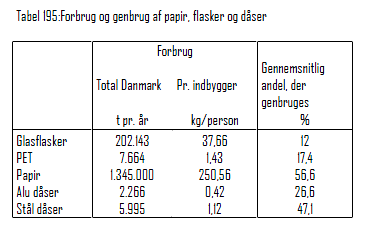 Tabel 195:Forbrug og genbrug af papir, flasker og dåser
Forbrug
Total Danmark Pr. indbygger Gennemsnitlig andel, der genbruges
t pr. år kg/person %
Glasflasker 202.143 37,66 12
PET 7.664 1,43 17,4
Papir 1.345.000 250,56 56,6
Alu dåser 2.266 0,42 26,6
Stål dåser 5.995 1,12 47,1